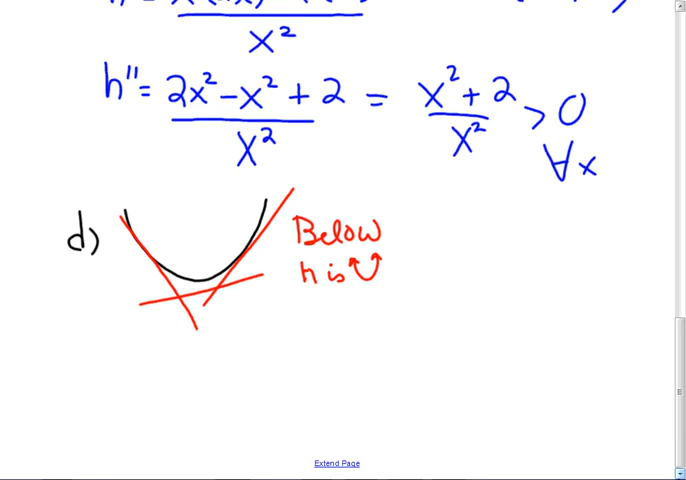 x²
h'' = 2x² - x² + 2 / x² = x² + 2 / x² > 0
∀x
d) Below
h is
Extend Page